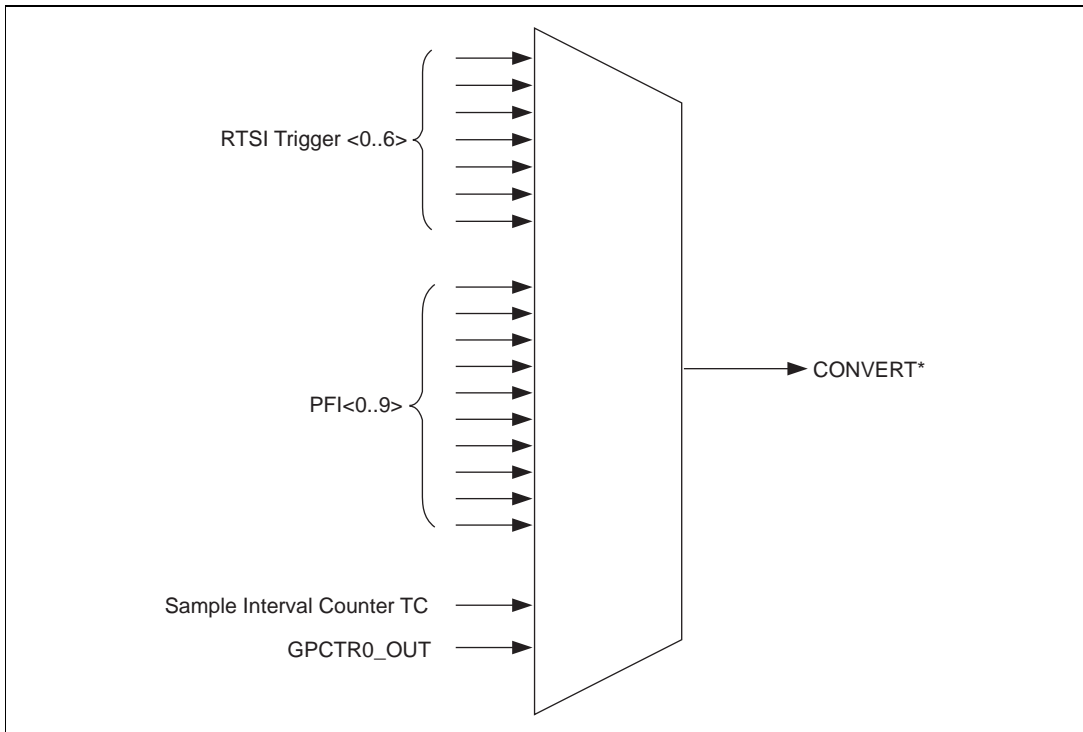 RTSI Trigger <0..6>
PFI<0..9>
CONVERT*
Sample Interval Counter TC
GPCTR0_OUT